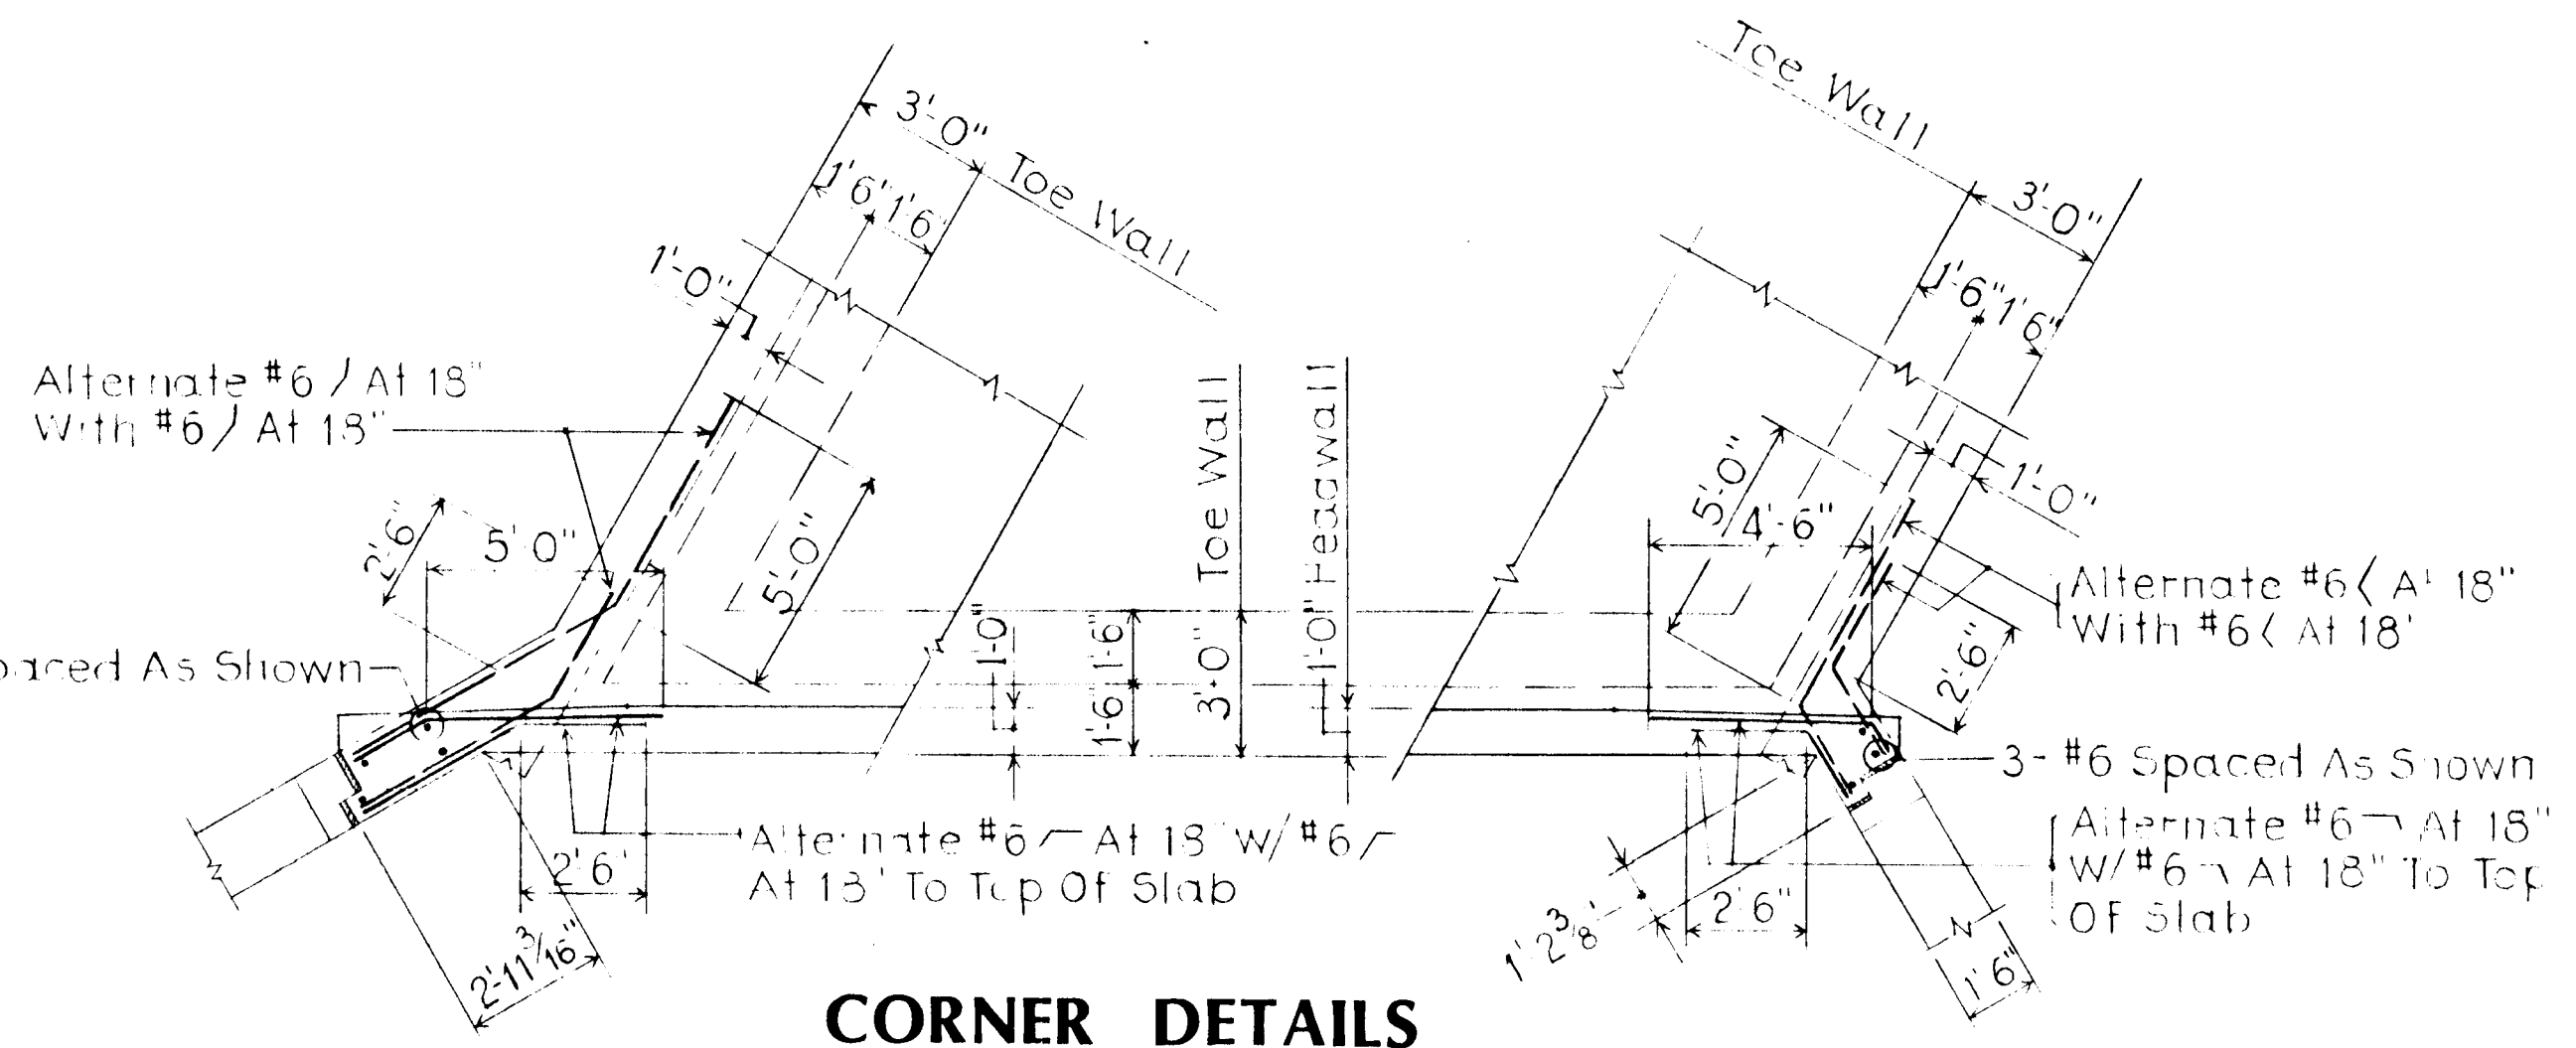 Toe Wall
3'-0"
Toe Wall
3'-0"
1'6" 1'6"
1'-0"
1'-6" 1'6"
Alternate #6 At 18"
With #6 At 18"
Toe Wall
Headwall
5'-0"
4'-6"
1'-0"
2'-6"
5'0"
5'-0"
Alternate #6 At 18"
With #6 At 18'
2'-6"
1'-0"
1'-6" 1'-6"
3'-0"
1'-0"
Spaced As Shown
3- #6 Spaced As Shown
Alternate #6 At 18" W/ #6
At 18' To Top Of Slab
Alternate #6 At 18"
W/ #6 At 18" To Top
OF Slab
2'6"
2'6"
1' 2 3/8"
2'-11 3/16"
1' 6"
CORNER DETAILS